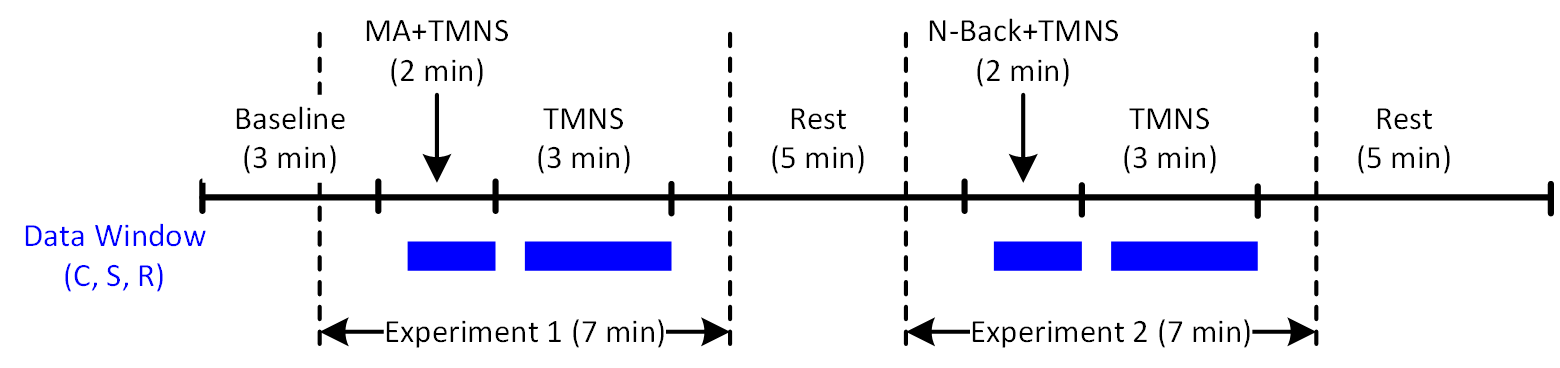 MA+TMNS
(2 min)
N-Back+TMNS
(2 min)
Baseline
(3 min)
TMNS
(3 min)
Rest
(5 min)
TMNS
(3 min)
Rest
(5 min)
Data Window
(C, S, R)
Experiment 1 (7 min)
Experiment 2 (7 min)